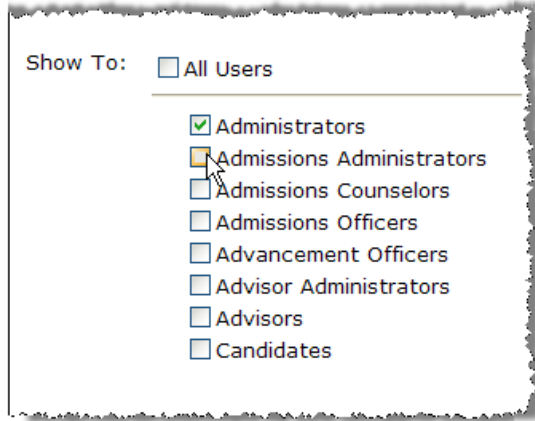 Show To: All Users
Administrators
Admissions Administrators
Admissions Counselors
Admissions Officers
Advancement Officers
Advisor Administrators
Advisors
Candidates